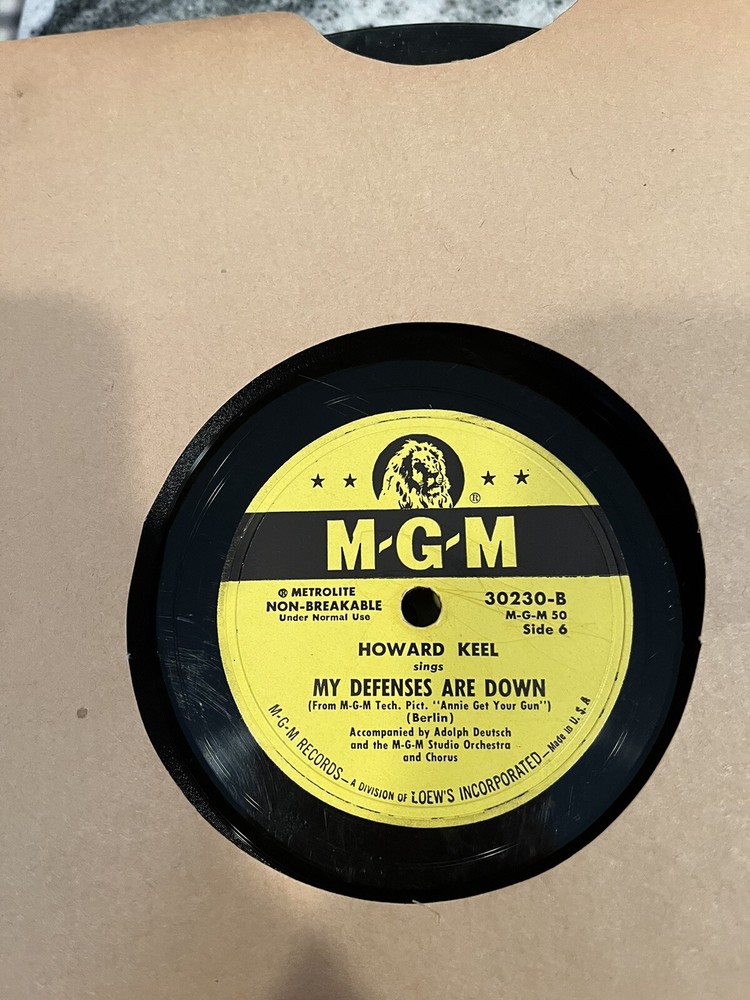 ®
M-G-M
® METROLITE
NON-BREAKABLE
Under Normal Use
30230-B
M-G-M 50
Side 6
HOWARD KEEL
sings
MY DEFENSES ARE DOWN
(From M-G-M Tech. Pict. "Annie Get Your Gun")
(Berlin)
Accompanied by Adolph Deutsch
and the M-G-M Studio Orchestra
and Chorus
M-G-M RECORDS—A DIVISION OF LOEW'S INCORPORATED—Made in U. S. A